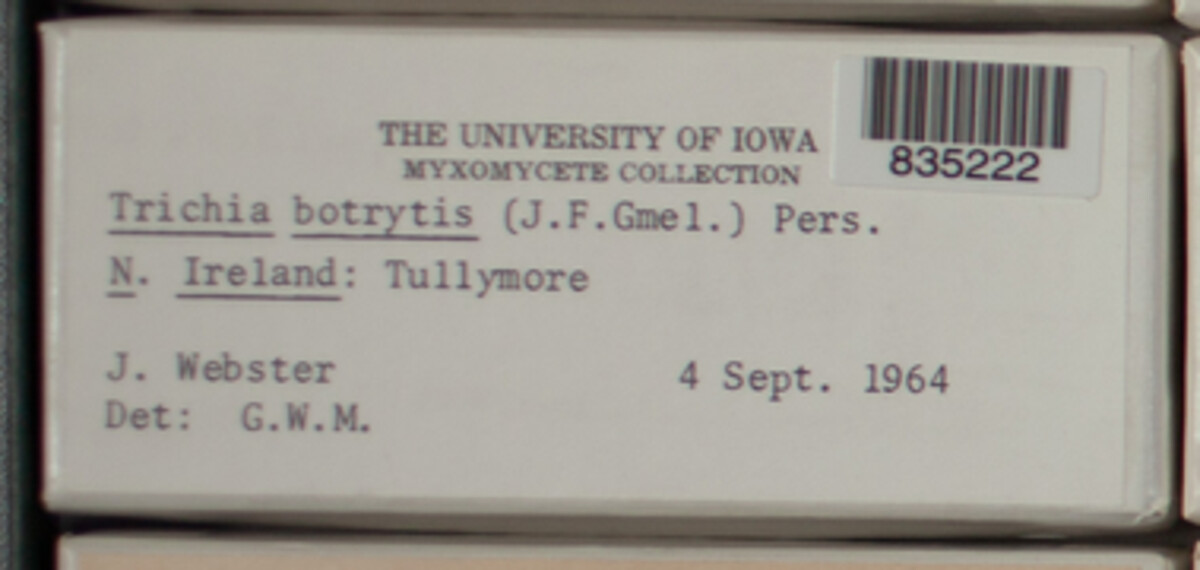 THE UNIVERSITY OF IOWA
MYXOMYCETE COLLECTION
835222
Trichia botrytis (J.F.Gmel.) Pers.
N. Ireland: Tullymore
J. Webster 4 Sept. 1964
Det: G.W.M.